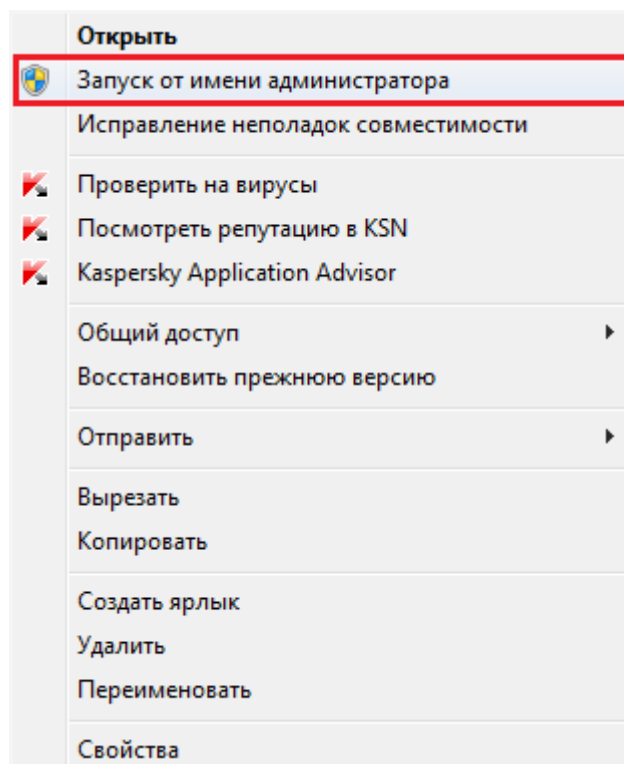 Открыть
Запуск от имени администратора
Исправление неполадок совместимости
Проверить на вирусы
Посмотреть репутацию в KSN
Kaspersky Application Advisor
Общий доступ
Восстановить прежнюю версию
Отправить
Вырезать
Копировать
Создать ярлык
Удалить
Переименовать
Свойства